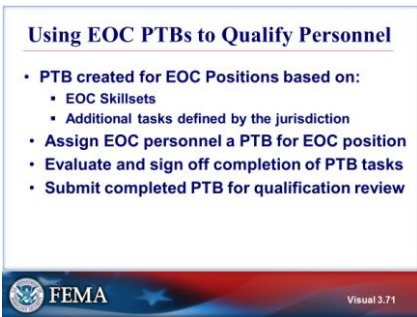 Using EOC PTBs to Qualify Personnel
• PTB created for EOC Positions based on:
▪ EOC Skillsets
▪ Additional tasks defined by the jurisdiction
• Assign EOC personnel a PTB for EOC position
• Evaluate and sign off completion of PTB tasks
• Submit completed PTB for qualification review
FEMA
Visual 3.71